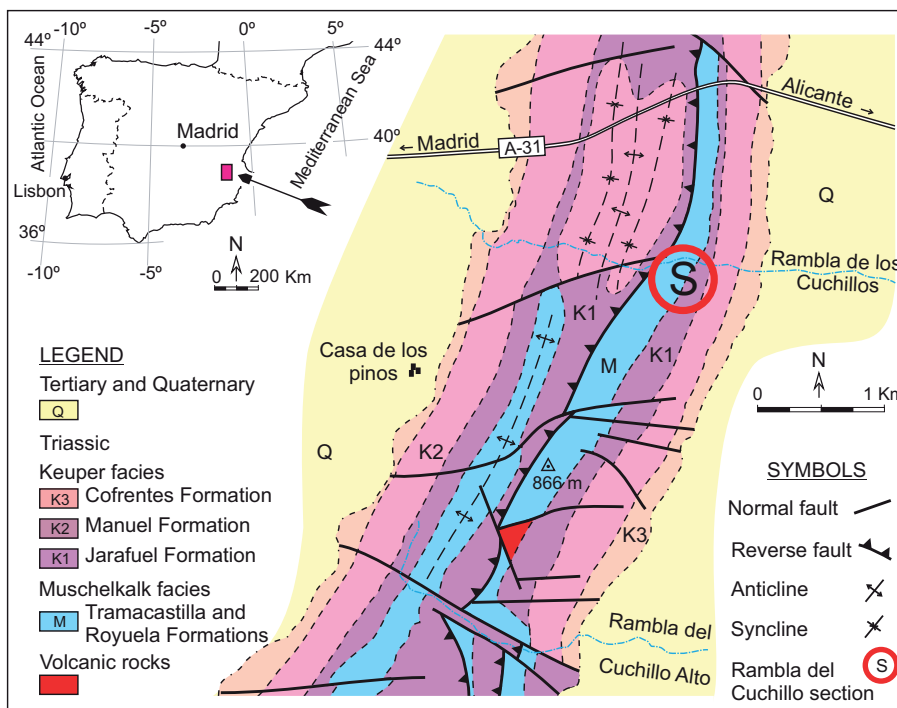 -10º
-5º
0º
5º
44º
44º
Atlantic Ocean
Madrid
40º
Mediterranean Sea
Lisbon
36º
-10º
-5º
0º
N
0 200 Km
← Madrid
A-31
Alicante →
Q
Rambla de los
Cuchillos
S
K1
K1
M
Casa de los
pinos
Q
K2
866 m
K3
Rambla del
Cuchillo Alto
N
0 1 Km
LEGEND
Tertiary and Quaternary
Q
Triassic
Keuper facies
K3 Cofrentes Formation
K2 Manuel Formation
K1 Jarafuel Formation
Muschelkalk facies
M Tramacastilla and
Royuela Formations
Volcanic rocks
SYMBOLS
Normal fault
Reverse fault
Anticline
Syncline
Rambla del S
Cuchillo section